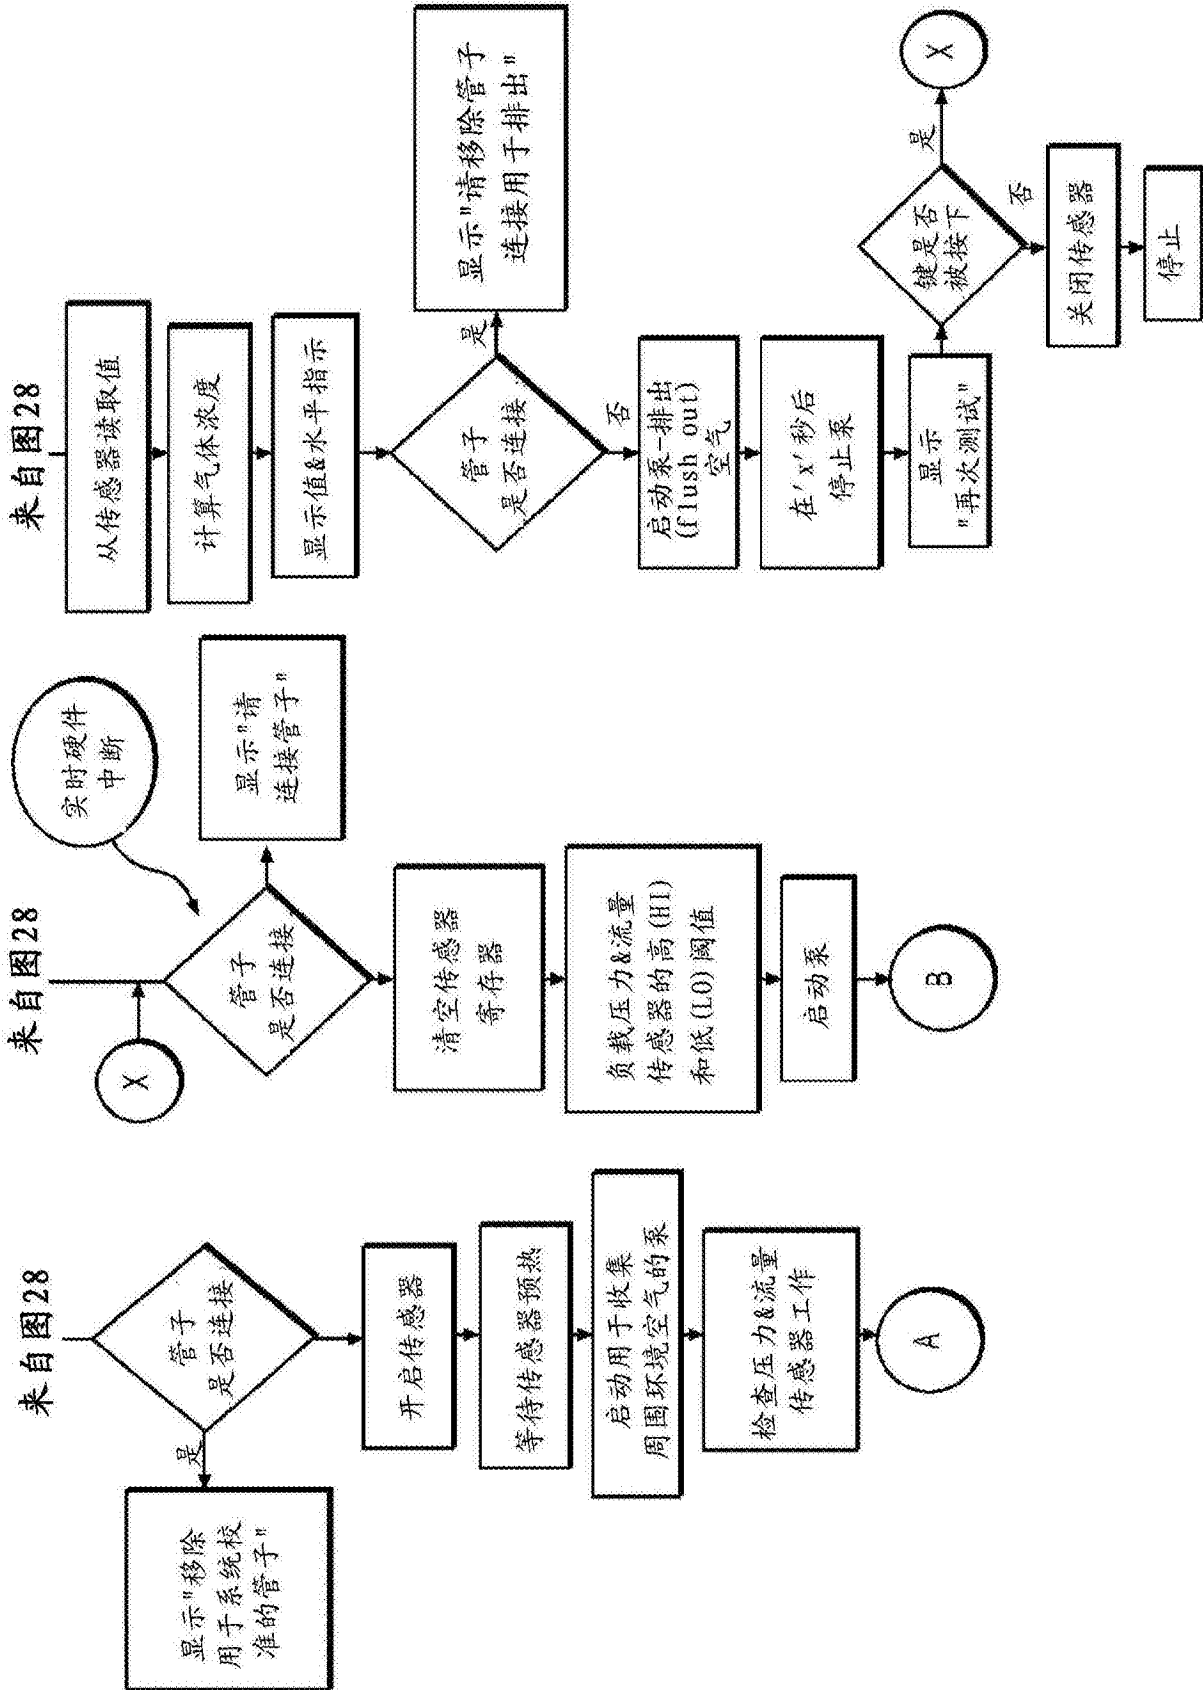 来自图28
管子
是否连接
是
显示"移除
用于系统校
准的管子"
开启传感器
等待传感器预热
启动用于收集
周围环境空气的泵
检查压力&流量
传感器工作
A
来自图28
X
实时硬件
中断
管子
是否连接
显示"请
连接管子"
清空传感器
寄存器
负载压力&流量
传感器的高(HI)
和低(LO)阈值
启动泵
B
来自图28
从传感器读取值
计算气体浓度
显示值&水平指示
管子
是否连接
是
显示"请移除管子
连接用于排出"
否
启动泵-排出
(flush out)
空气
在'x'秒后
停止泵
显示
"再次测试"
键是否
被按下
是
X
否
关闭传感器
停止